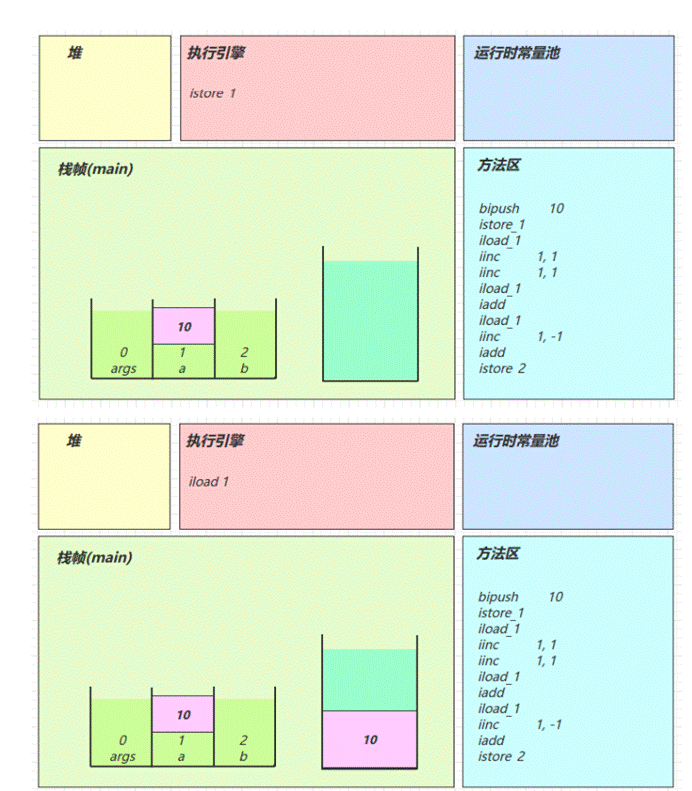 堆
执行引擎
istore 1
运行时常量池
栈帧(main)
10
0
1
2
args
a
b
方法区
bipush 10
istore_1
iload_1
iinc 1, 1
iinc 1, 1
iload_1
iadd
iload_1
iinc 1, -1
iadd
istore 2
堆
执行引擎
iload 1
运行时常量池
栈帧(main)
10
0
1
2
args
a
b
10
方法区
bipush 10
istore_1
iload_1
iinc 1, 1
iinc 1, 1
iload_1
iadd
iload_1
iinc 1, -1
iadd
istore 2